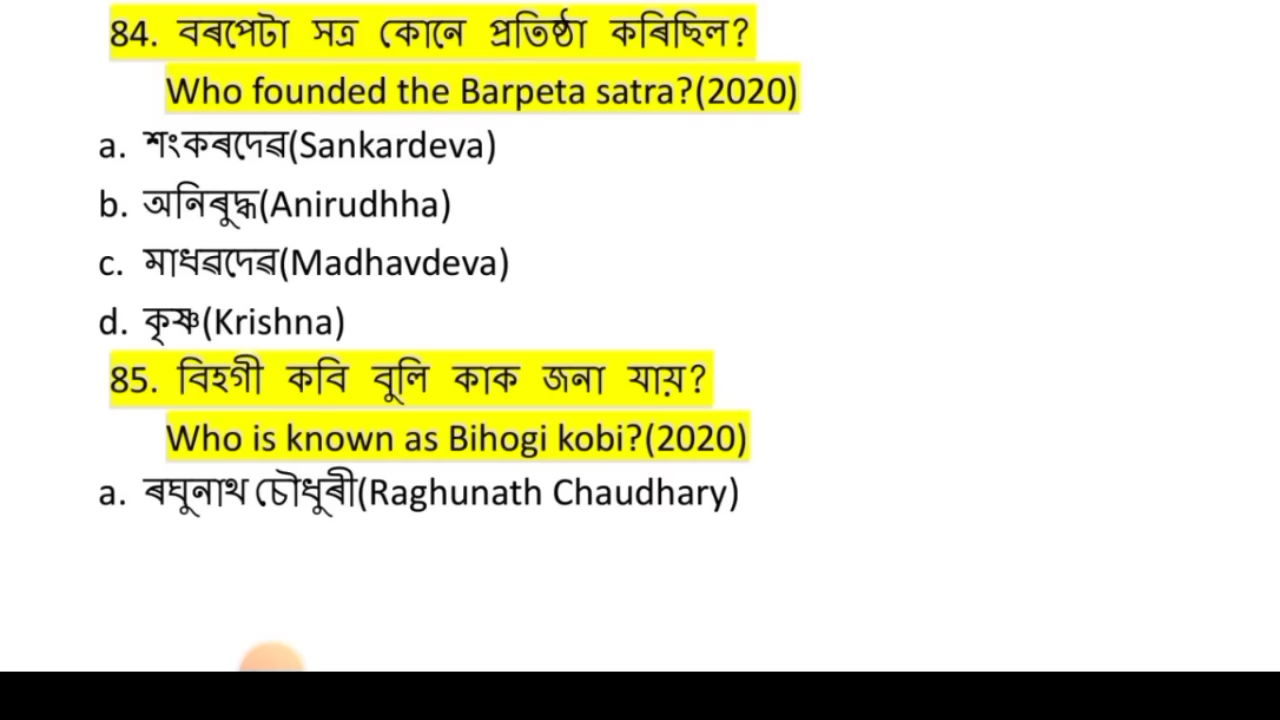 84. বৰপেটা সত্ৰ কোনে প্ৰতিষ্ঠা কৰিছিল?
Who founded the Barpeta satra?(2020)
a. শংকৰদেৱ(Sankardeva)
b. অনিৰুদ্ধ(Anirudhha)
c. মাধৱদেৱ(Madhavdeva)
d. কৃষ্ণ(Krishna)
85. বিহগী কবি বুলি কাক জনা যায়?
Who is known as Bihogi kobi?(2020)
a. ৰঘুনাথ চৌধুৰী(Raghunath Chaudhary)